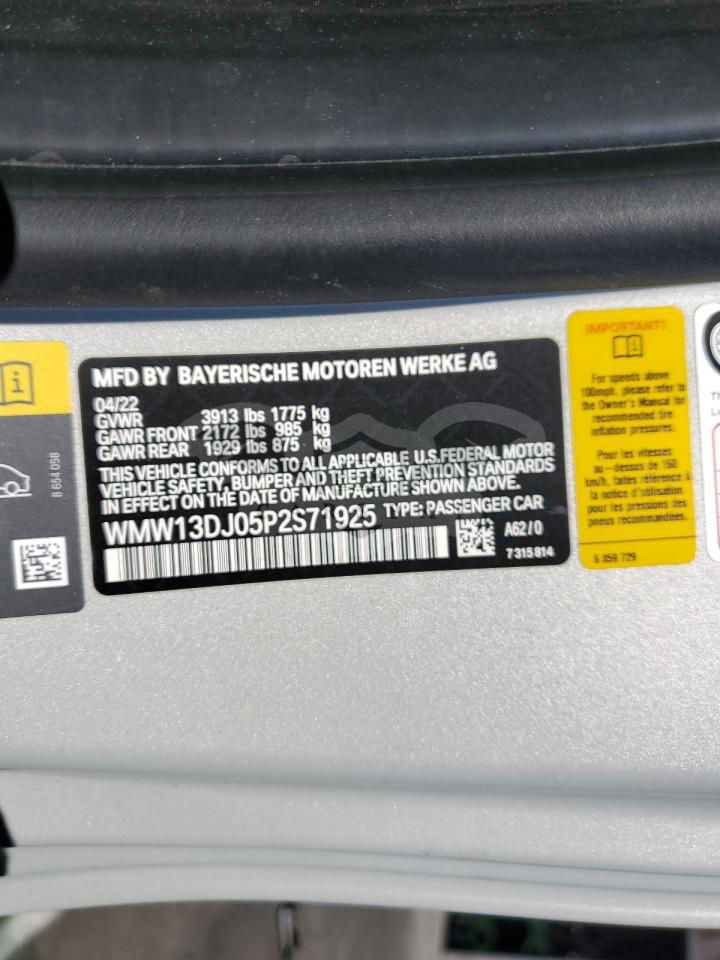 8 654 058
MFD BY BAYERISCHE MOTOREN WERKE AG
04/22
GVWR 3913 lbs 1775 kg
GAWR FRONT 2172 lbs 985 kg
GAWR REAR 1929 lbs 875 kg
THIS VEHICLE CONFORMS TO ALL APPLICABLE U.S.FEDERAL MOTOR
VEHICLE SAFETY, BUMPER AND THEFT PREVENTION STANDARDS
IN EFFECT ON THE DATE OF MANUFACTURE SHOWN ABOVE.
WMW13DJ05P2S71925 TYPE: PASSENGER CAR
A62/0
7315814
IMPORTANT!
For speeds above
100mph, please refer to
the Owner's Manual for
recommended tire
inflation pressures.
Pour les vitesses
au-dessus de 160
km/h, faites référence à
la notice d'utilisation
pour les pressions des
pneus recommandées.
6 859 729